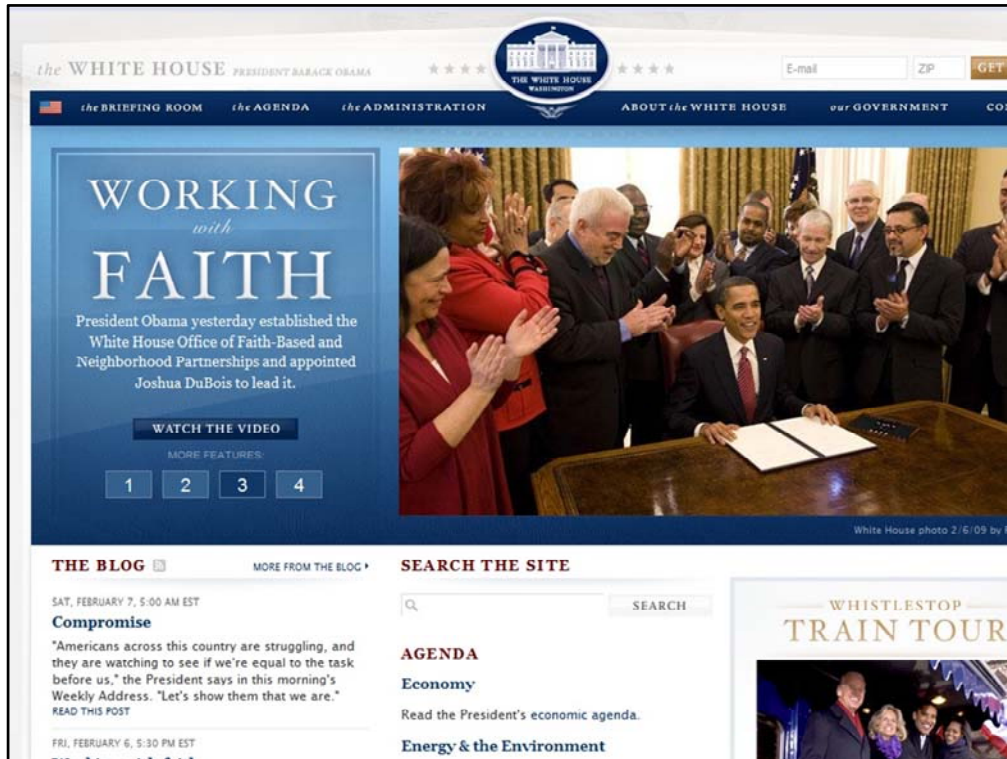 the WHITE HOUSE PRESIDENT BARACK OBAMA
THE WHITE HOUSE
WASHINGTON
E-mail
ZIP
GET
the BRIEFING ROOM
the AGENDA
the ADMINISTRATION
ABOUT the WHITE HOUSE
our GOVERNMENT
WORKING
with
FAITH
President Obama yesterday established the
White House Office of Faith-Based and
Neighborhood Partnerships and appointed
Joshua DuBois to lead it.
WATCH THE VIDEO
MORE FEATURES:
1 2 3 4
White House photo 2/6/09 by
THE BLOG
MORE FROM THE BLOG
SAT, FEBRUARY 7, 5:00 AM EST
Compromise
"Americans across this country are struggling, and
they are watching to see if we're equal to the task
before us," the President says in this morning's
Weekly Address. "Let's show them that we are."
READ THIS POST
FRI, FEBRUARY 6, 5:30 PM EST
SEARCH THE SITE
SEARCH
AGENDA
Economy
Read the President's economic agenda.
Energy & the Environment
WHISTLESTOP
TRAIN TOUR